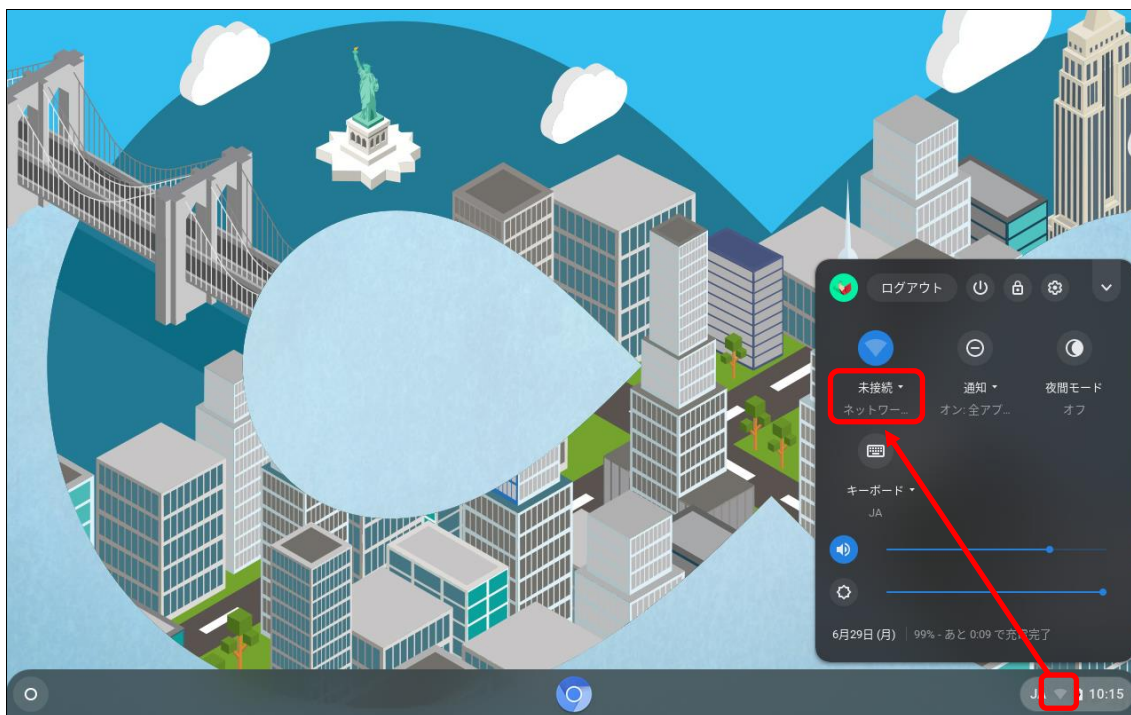 ログアウト
未接続
通知
夜間モード
ネットワー...
オン: 全アプ...
オフ
キーボード
JA
6月29日 (月)
99% - あと 0:09 で充電完了
JA
10:15